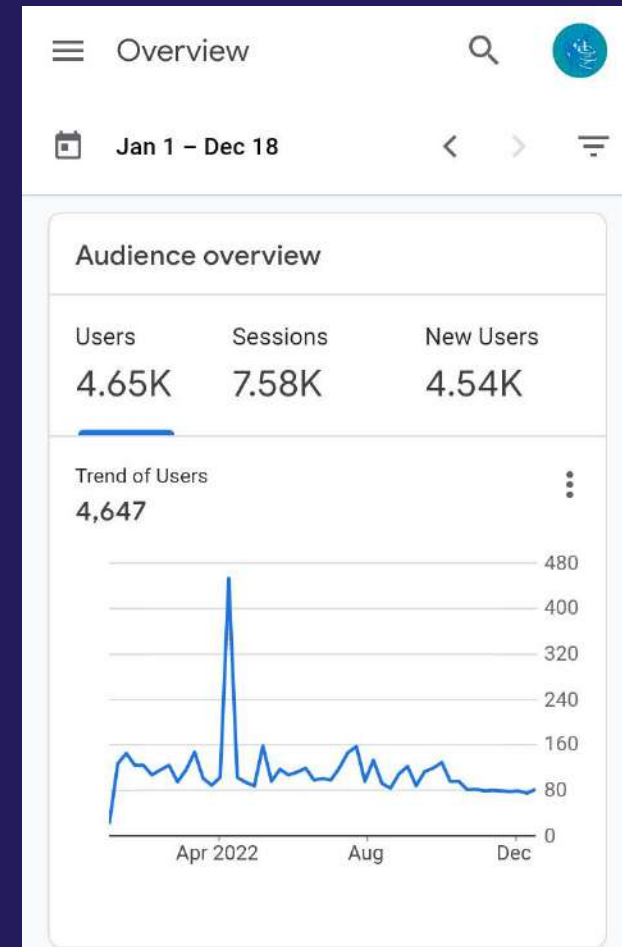 Overview
Jan 1 – Dec 18
Audience overview
Users Sessions New Users
4.65K 7.58K 4.54K
Trend of Users
4,647
480
400
320
240
160
80
0
Apr 2022 Aug Dec